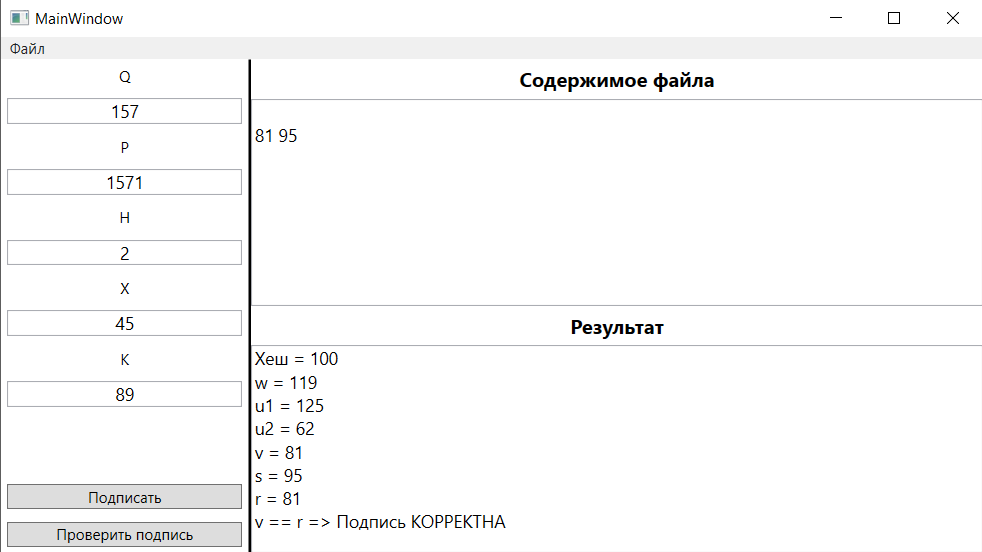 MainWindow
Файл
Q
157
P
1571
H
2
X
45
К
89
Подписать
Проверить подпись
Содержимое файла
81 95
Результат
Хеш = 100
w = 119
u1 = 125
u2 = 62
v = 81
s = 95
r = 81
v == r => Подпись КОРРЕКТНА